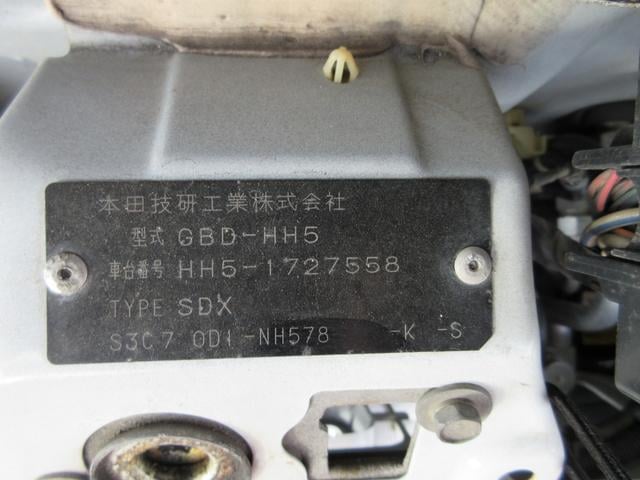 本田技研工業株式会社
型式 GBD-HH5
車台番号 HH5-1727558
TYPE SDX
S3C7 0D1-NH578 -K -S